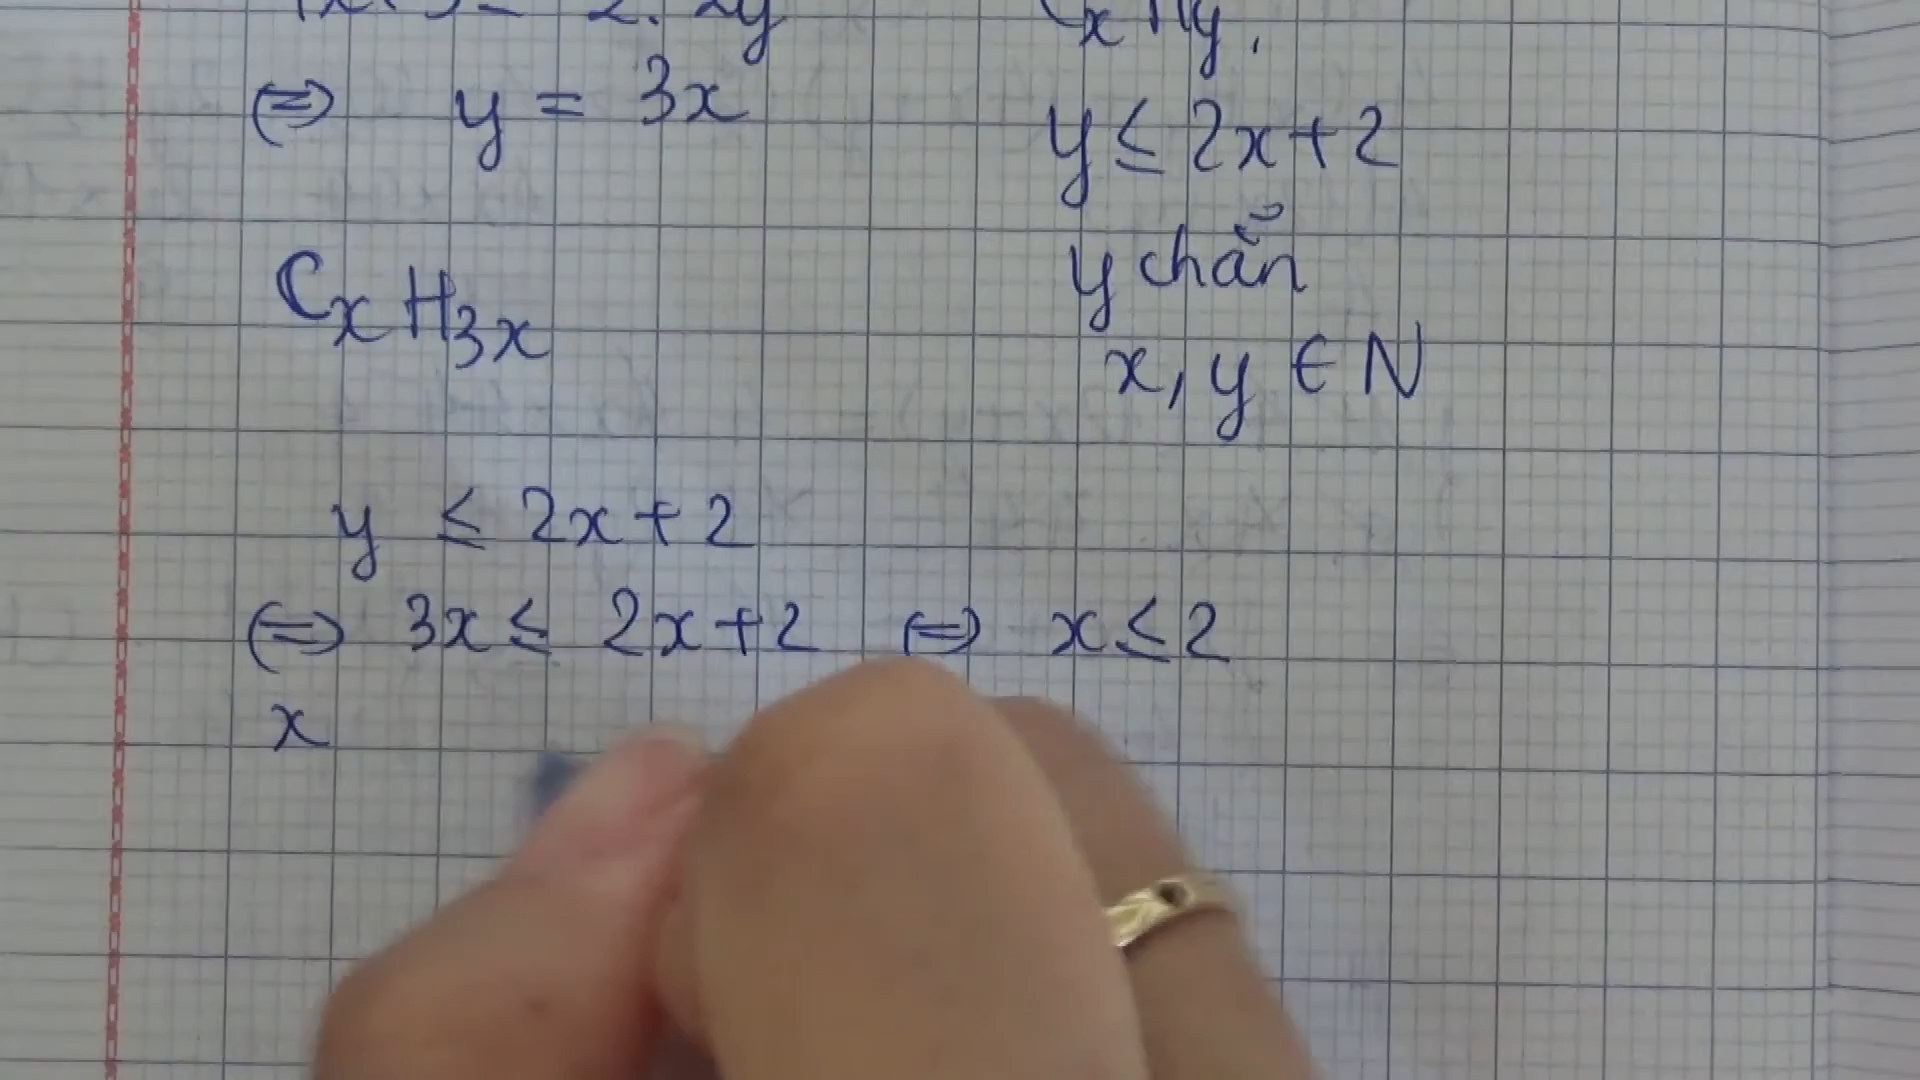 ⇔ y = 3x
y ≤ 2x+2
y chẵn
CxH3x
x, y ∈ N
y ≤ 2x+2
⇔ 3x ≤ 2x+2 ⇔ x ≤ 2
x